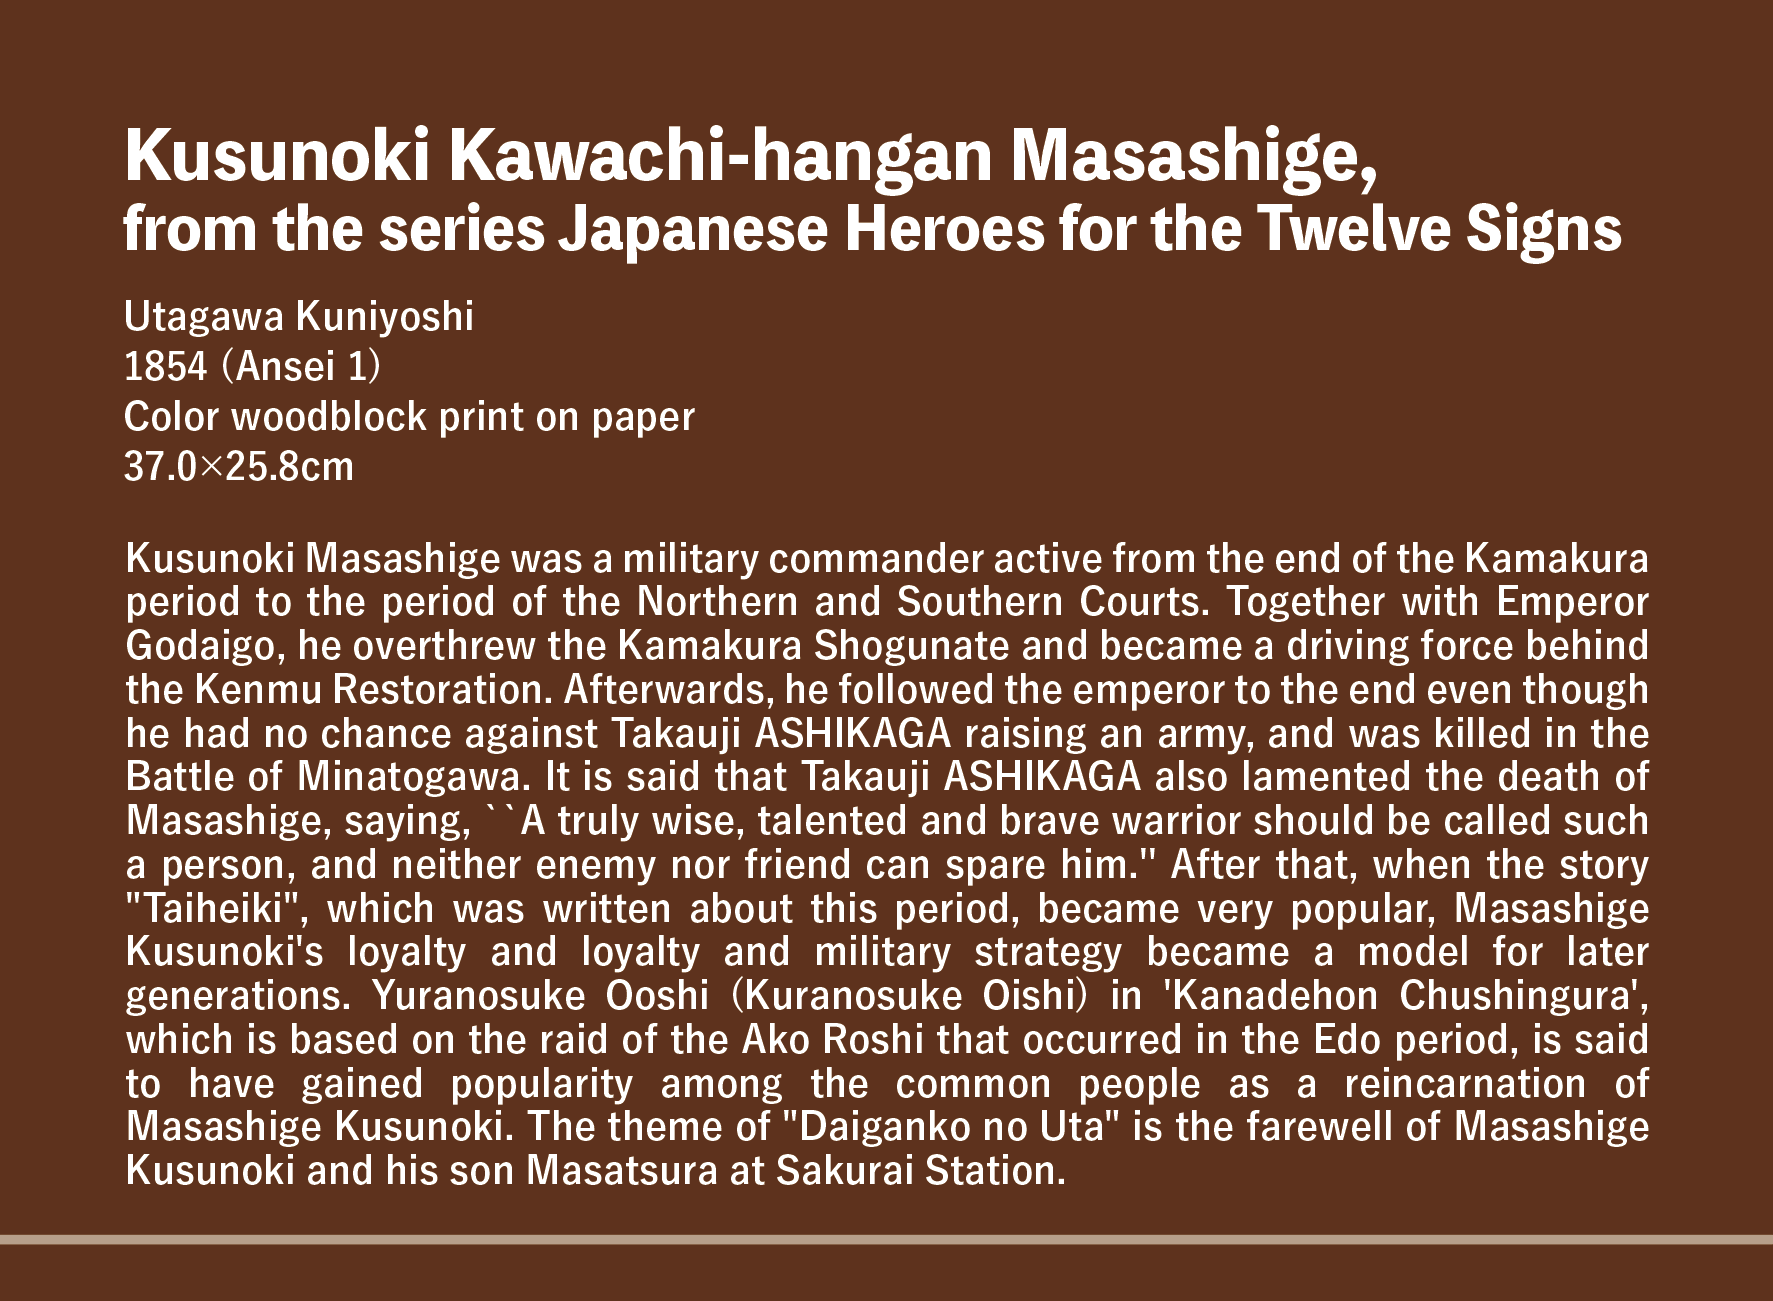 Kusunoki Kawachi-hangan Masashige,
from the series Japanese Heroes for the Twelve Signs
Utagawa Kuniyoshi
1854 (Ansei 1)
Color woodblock print on paper
37.0×25.8cm
Kusunoki Masashige was a military commander active from the end of the Kamakura
period to the period of the Northern and Southern Courts. Together with Emperor
Godaigo, he overthrew the Kamakura Shogunate and became a driving force behind
the Kenmu Restoration. Afterwards, he followed the emperor to the end even though
he had no chance against Takauji ASHIKAGA raising an army, and was killed in the
Battle of Minatogawa. It is said that Takauji ASHIKAGA also lamented the death of
Masashige, saying, ``A truly wise, talented and brave warrior should be called such
a person, and neither enemy nor friend can spare him." After that, when the story
"Taiheiki", which was written about this period, became very popular, Masashige
Kusunoki's loyalty and loyalty and military strategy became a model for later
generations. Yuranosuke Ooshi (Kuranosuke Oishi) in 'Kanadehon Chushingura',
which is based on the raid of the Ako Roshi that occurred in the Edo period, is said
to have gained popularity among the common people as a reincarnation of
Masashige Kusunoki. The theme of "Daiganko no Uta" is the farewell of Masashige
Kusunoki and his son Masatsura at Sakurai Station.